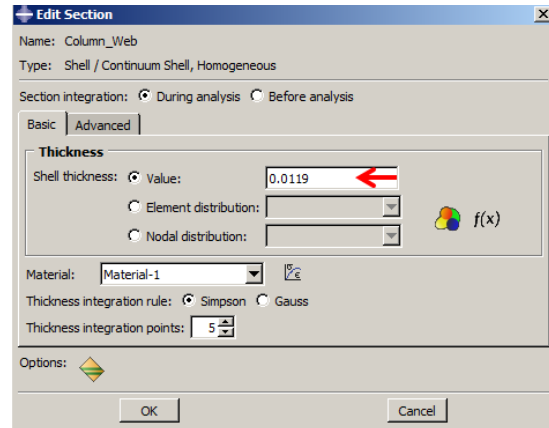 Edit Section
Name: Column_Web
Type: Shell / Continuum Shell, Homogeneous
Section integration: During analysis Before analysis
Basic Advanced
Thickness
Shell thickness: Value: 0.0119
Element distribution:
f(x)
Nodal distribution:
Material: Material-1 σ ε
Thickness integration rule: Simpson Gauss
Thickness integration points: 5
Options:
OK Cancel